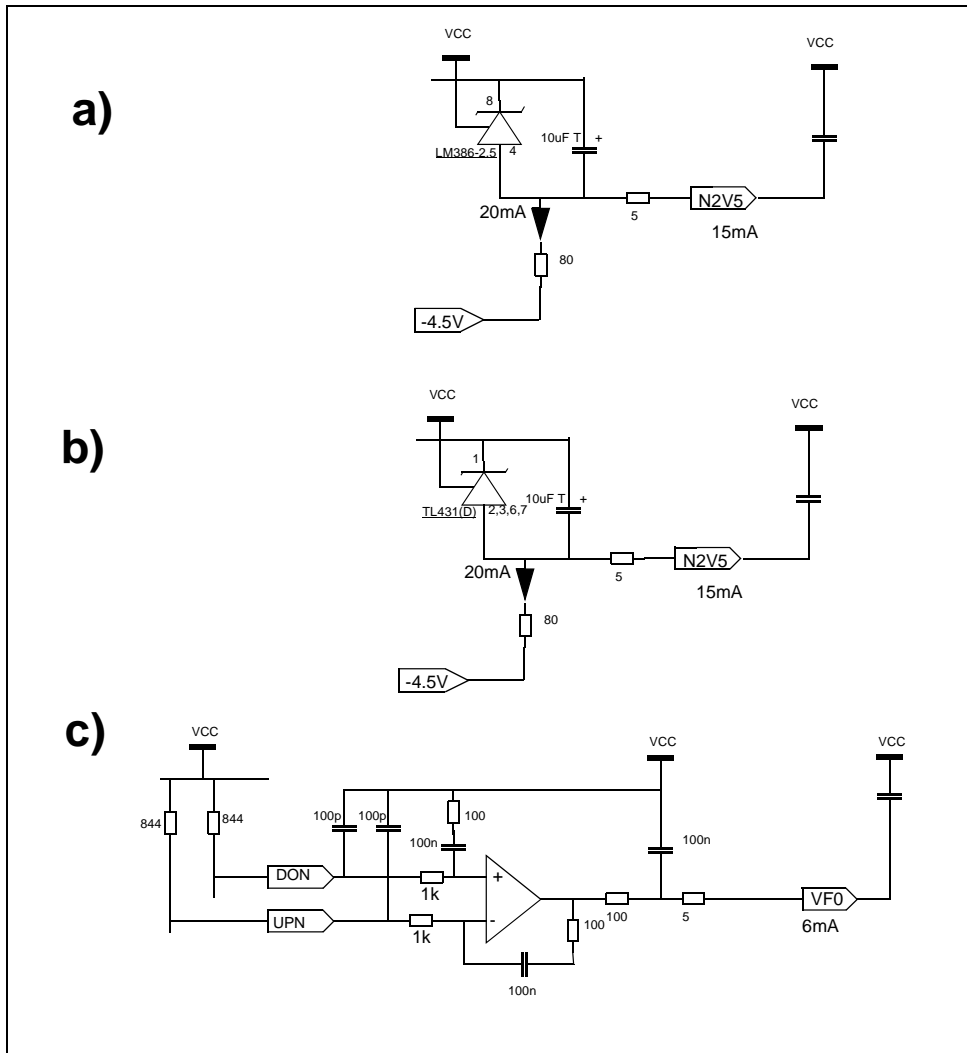 a)
VCC
VCC
8
10uF T +
LM386-2.5 4
20mA
5
N2V5
15mA
80
-4.5V
b)
VCC
VCC
1
10uF T +
TL431(D) 2,3,6,7
20mA
5
N2V5
15mA
80
-4.5V
c)
VCC
VCC
VCC
844
844
100p
100p
100
100n
100n
DON
1k
+
UPN
1k
-
100
100
5
VF0
6mA
100n